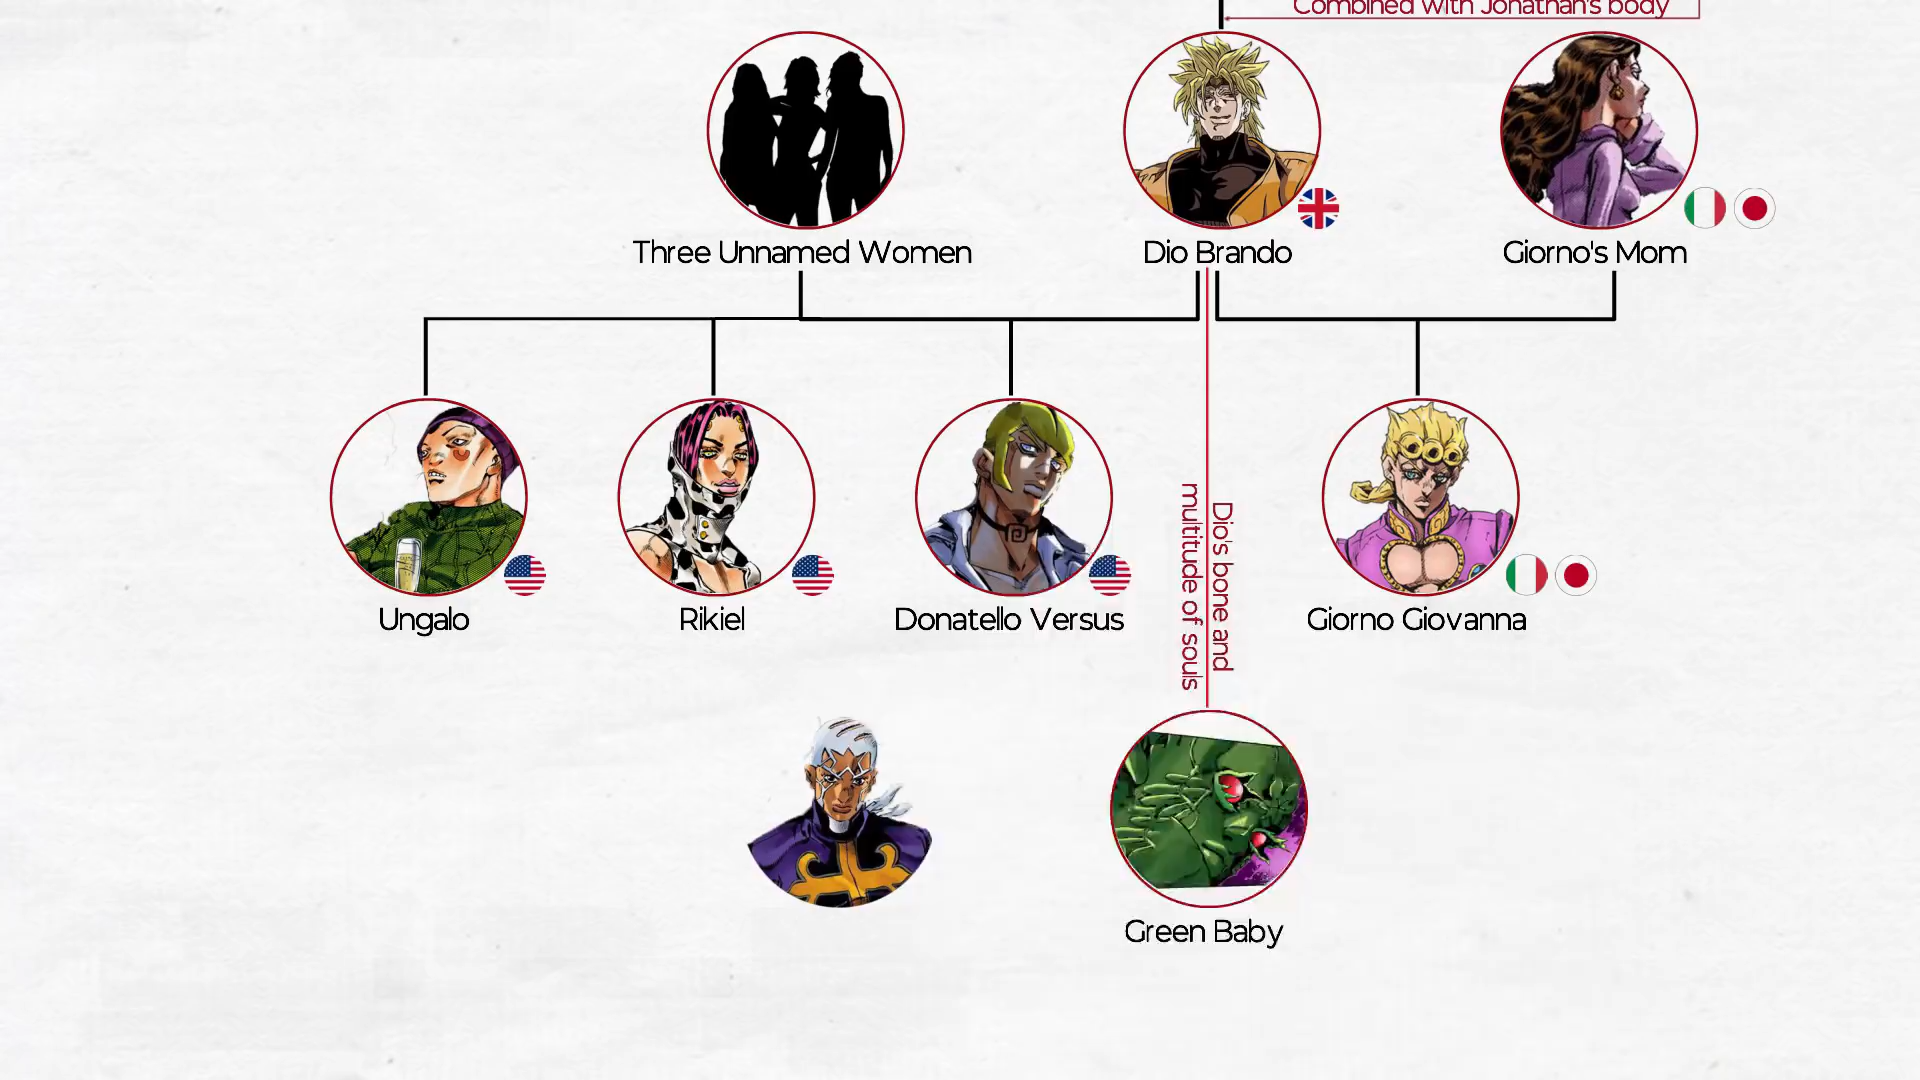 Combined with Jonathan's body
Three Unnamed Women
Dio Brando
Giorno's Mom
Ungalo
Rikiel
Donatello Versus
Dio's bone and
multitude of souls
Giorno Giovanna
Green Baby